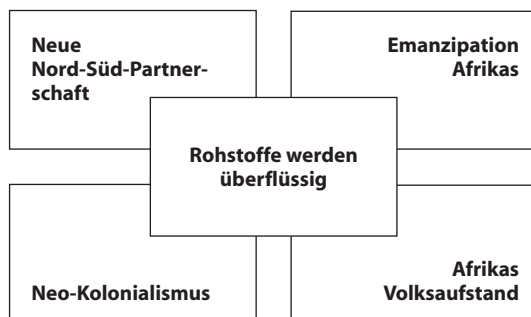 Neue
Nord-Süd-Partner-
schaft
Emanzipation
Afrikas
Rohstoffe werden
überflüssig
Neo-Kolonialismus
Afrikas
Volksaufstand